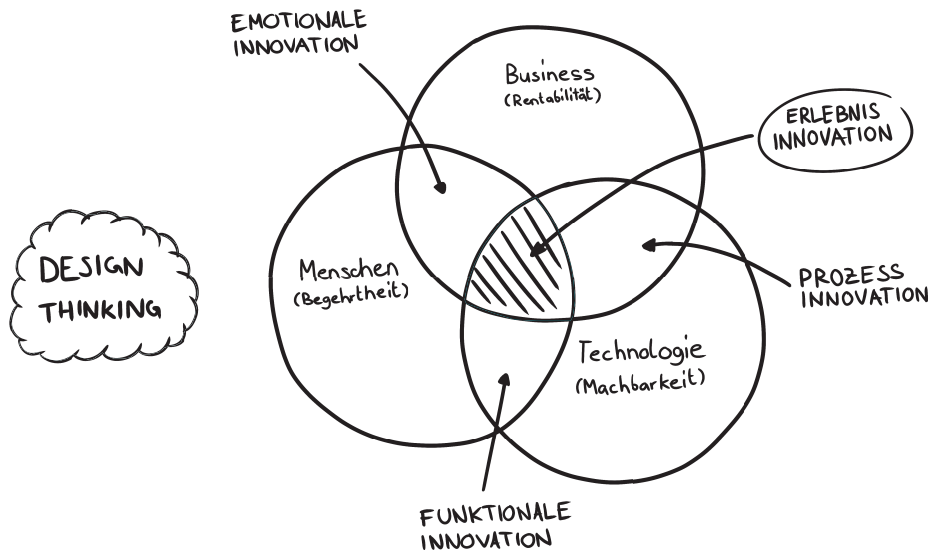 EMOTIONALE
INNOVATION
Business
(Rentabilität)
ERLEBNIS
INNOVATION
DESIGN
THINKING
Menschen
(Begehrtheit)
PROZESS
INNOVATION
Technologie
(Machbarkeit)
FUNKTIONALE
INNOVATION